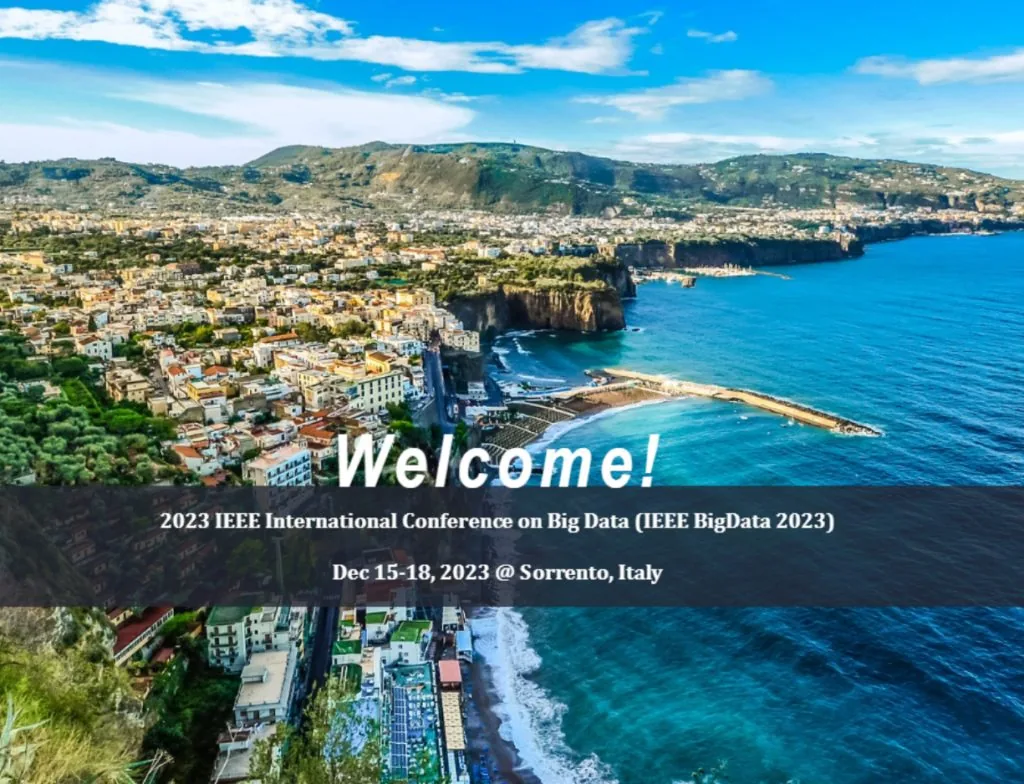 Welcome!
2023 IEEE International Conference on Big Data (IEEE BigData 2023)
Dec 15-18, 2023 @ Sorrento, Italy